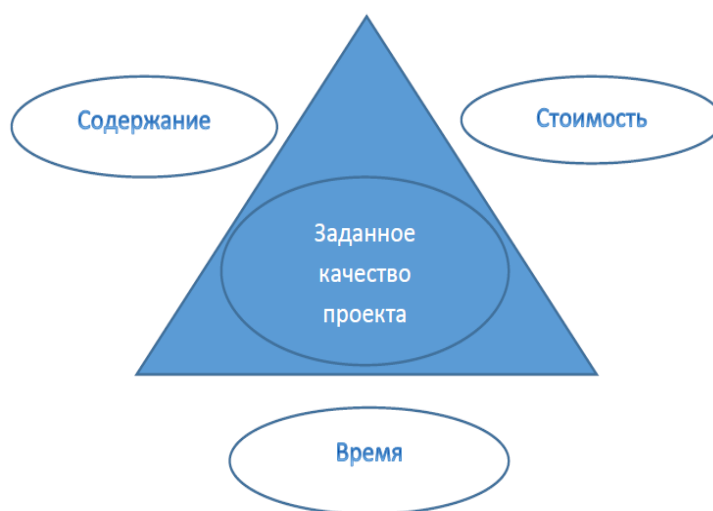 Содержание
Стоимость
Заданное
качество
проекта
Время